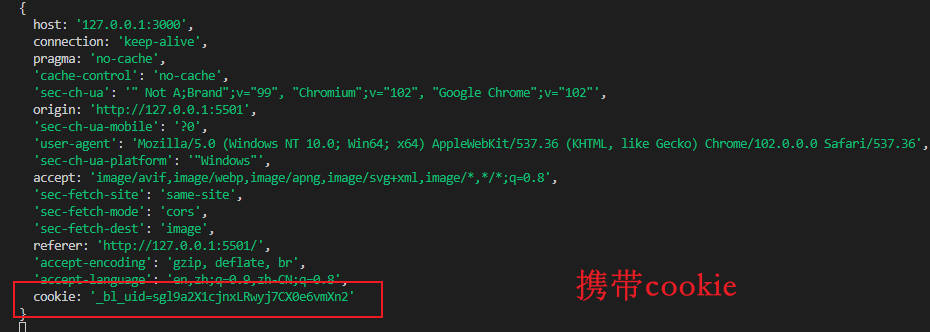 {
host: '127.0.0.1:3000',
connection: 'keep-alive',
pragma: 'no-cache',
'cache-control': 'no-cache',
'sec-ch-ua': '" Not A;Brand";v="99", "Chromium";v="102", "Google Chrome";v="102"',
origin: 'http://127.0.0.1:5501',
'sec-ch-ua-mobile': '?0',
'user-agent': 'Mozilla/5.0 (Windows NT 10.0; Win64; x64) AppleWebKit/537.36 (KHTML, like Gecko) Chrome/102.0.0.0 Safari/537.36',
'sec-ch-ua-platform': '"Windows"',
accept: 'image/avif,image/webp,image/apng,image/svg+xml,image/*,*/*;q=0.8',
'sec-fetch-site': 'same-site',
'sec-fetch-mode': 'cors',
'sec-fetch-dest': 'image',
referer: 'http://127.0.0.1:5501/',
'accept-encoding': 'gzip, deflate, br',
'accept-language': 'en,zh;q=0.9,zh-CN;q=0.8',
cookie: '_bl_uid=sgl9a2X1cjnxLRwyj7CX0e6vmXn2'
携带cookie
}